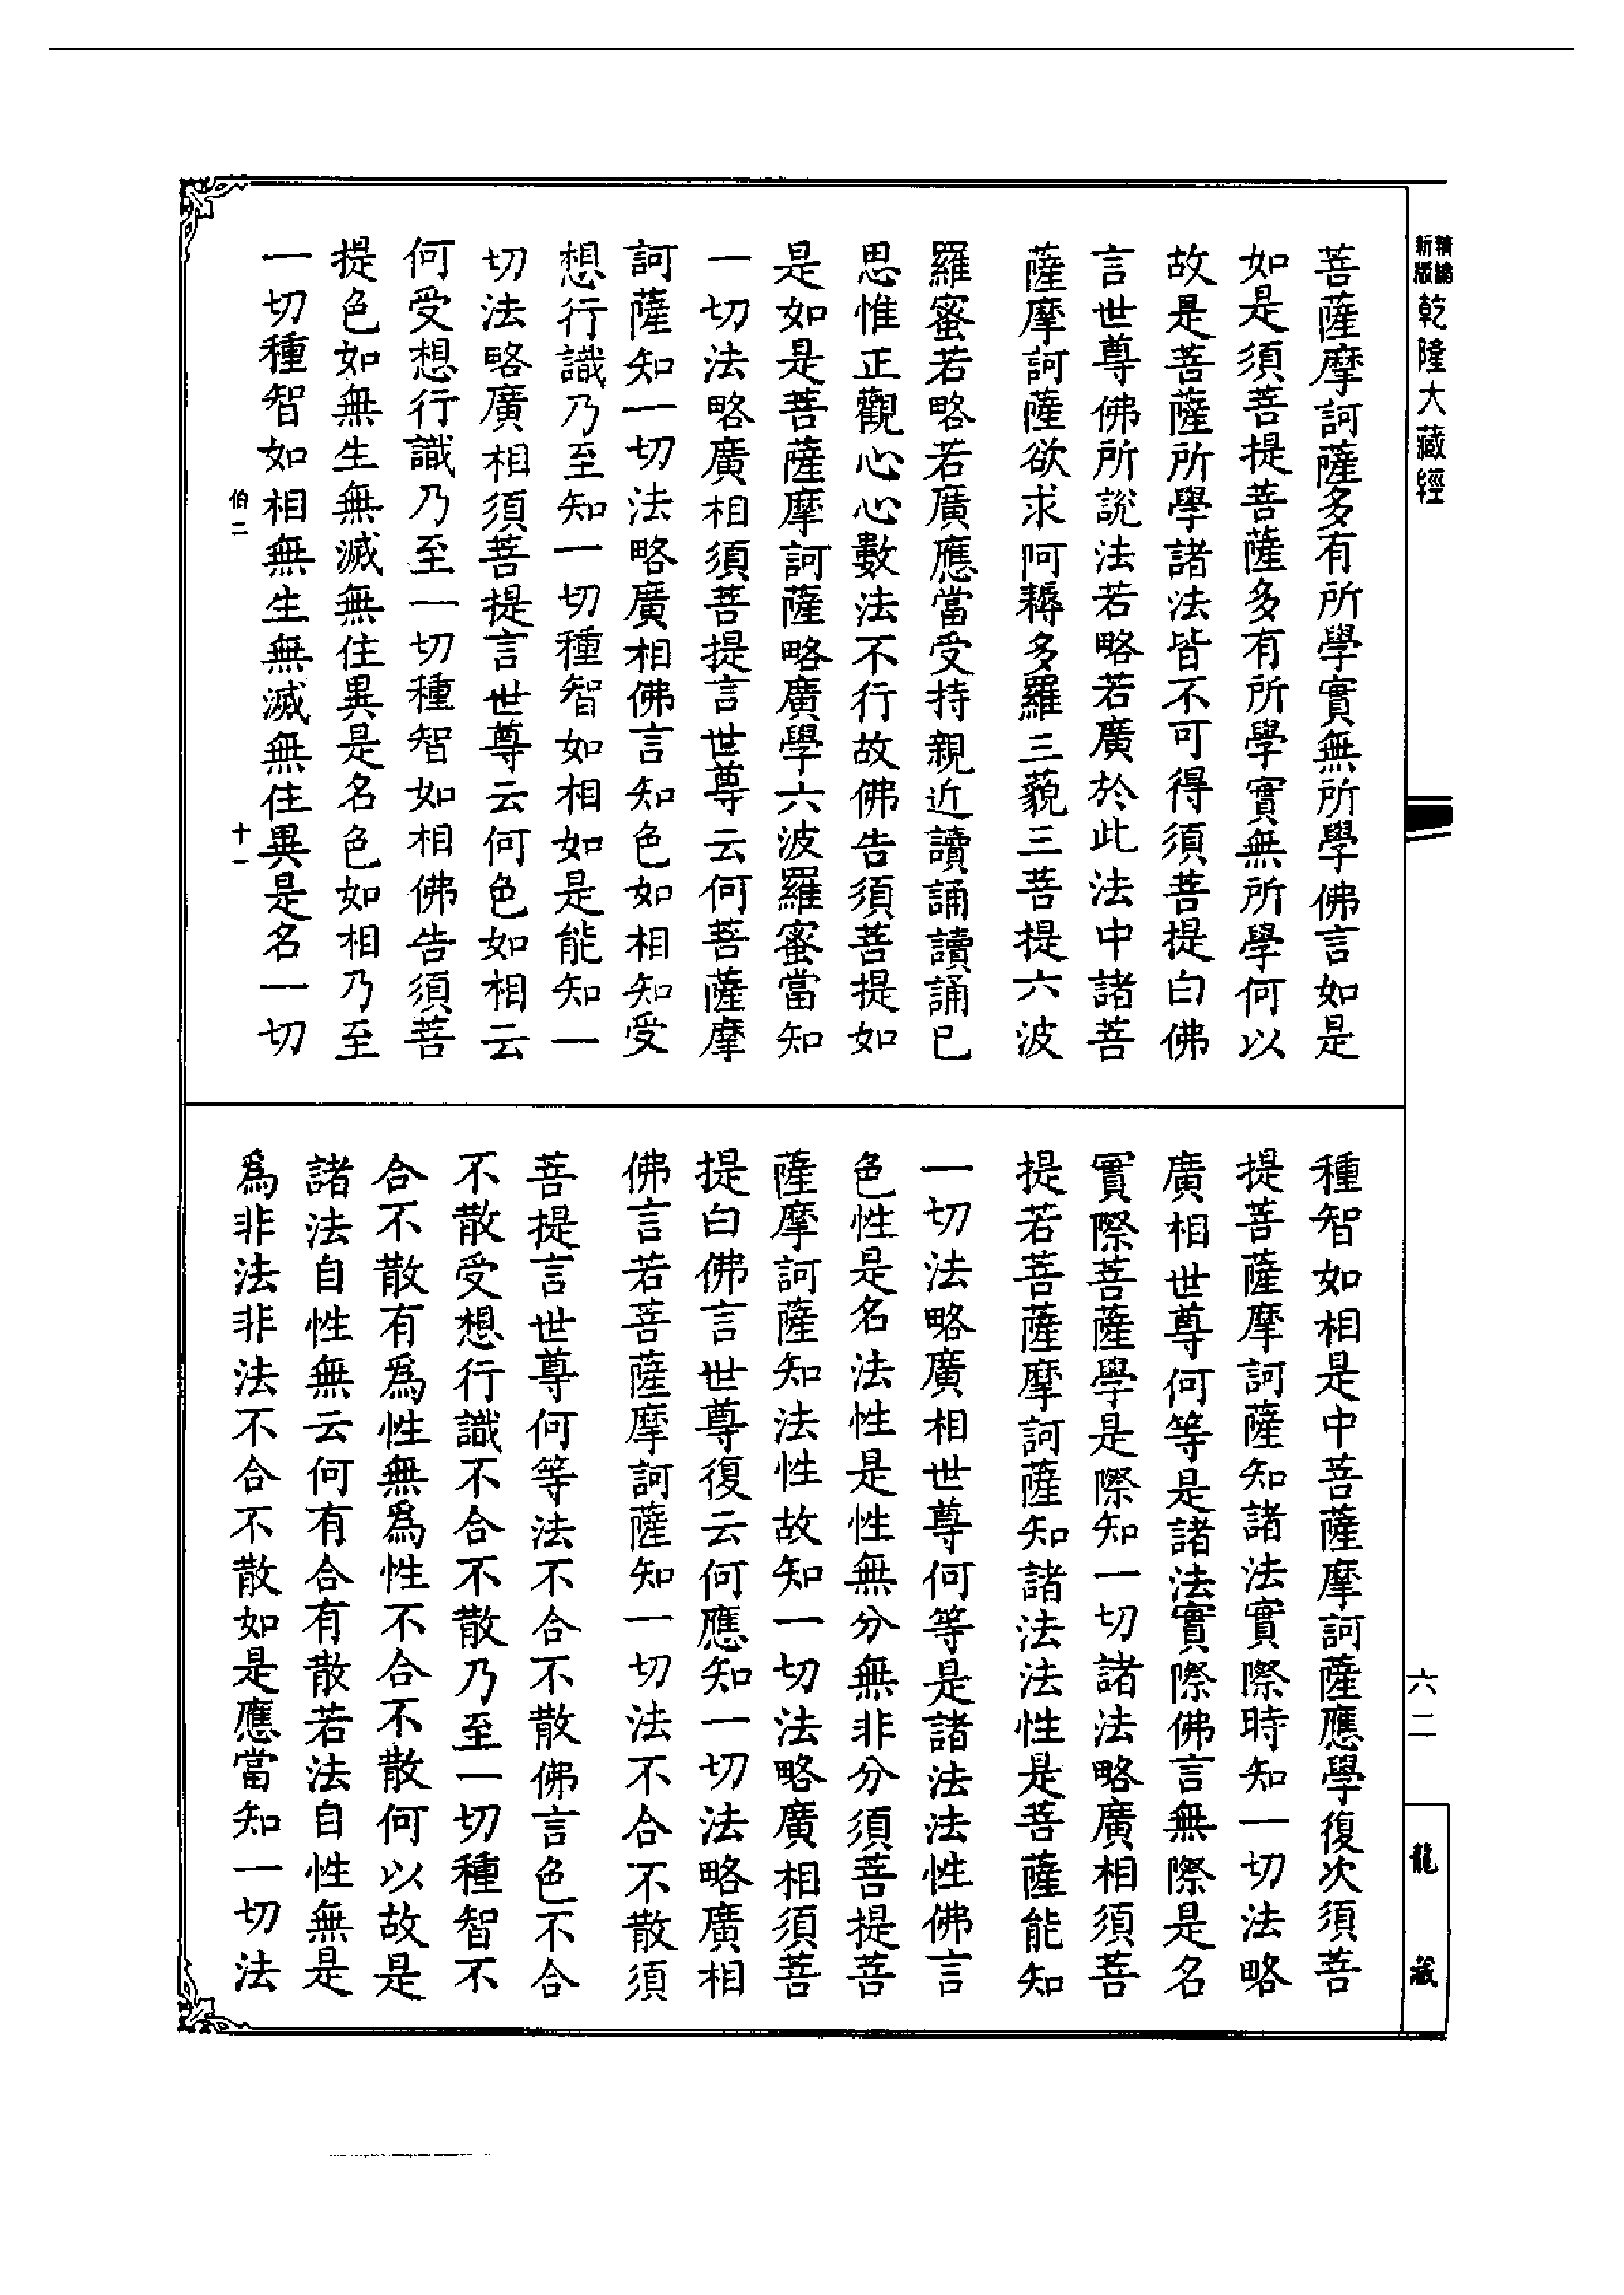 新版
乾隆大藏經
菩薩摩訶薩多有所學實無所學佛言如是
如是須菩提菩薩多有所學實無所學何以
故是菩薩所學諸法皆不可得須菩提白佛
言世尊佛所說法若略若廣於此法中諸菩
薩摩訶薩欲求阿耨多羅三藐三菩提六波
羅蜜若略若廣應當受持親近讀誦讀誦已
思惟正觀心心數法不行故佛告須菩提如
是如是菩薩摩訶薩略廣學六波羅蜜當知
一切法略廣相須菩提言世尊云何菩薩摩
訶薩知一切法略廣相佛言知色如相知受
想行識乃至知一切種智如相如是能知一
切法略廣相須菩提言世尊云何色如相云
何受想行識乃至一切種智如相佛告須菩
提色如無生無滅無住異是名色如相乃至
一切種智如相無生無滅無住異是名一切
伯二
十一
種智如相是中菩薩摩訶薩應學復次須菩
提菩薩摩訶薩知諸法實際時知一切法略
廣相世尊何等是諸法實際佛言無際是名
實際菩薩學是際知一切諸法略廣相須菩
提若菩薩摩訶薩知諸法法性是菩薩能知
一切法略廣相世尊何等是諸法法性佛言
色性是名法性是性無分無非分須菩提菩
薩摩訶薩知法性故知一切法略廣相須菩
提白佛言世尊復云何應知一切法略廣相
佛言若菩薩摩訶薩知一切法不合不散須
菩提言世尊何等法不合不散佛言色不合
不散受想行識不合不散乃至一切種智不
合不散有爲性無爲性不合不散何以故是
諸法自性無云何有合有散若法自性無是
爲非法非法不合不散如是應當知一切法
六二
龍藏